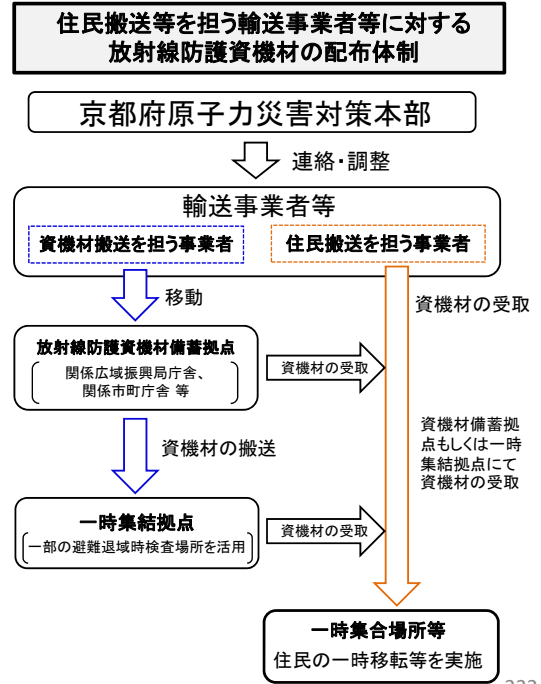 住民搬送等を担う輸送事業者等に対する
放射線防護資機材の配布体制
京都府原子力災害対策本部
連絡・調整
輸送事業者等
資機材搬送を担う事業者
住民搬送を担う事業者
移動
資機材の受取
放射線防護資機材備蓄拠点
関係広域振興局庁舎、
関係市町庁舎 等
資機材の受取
資機材の搬送
資機材備蓄拠
点もしくは一時
集結拠点にて
資機材の受取
一時集結拠点
一部の避難退域時検査場所を活用
資機材の受取
一時集合場所等
住民の一時移転等を実施